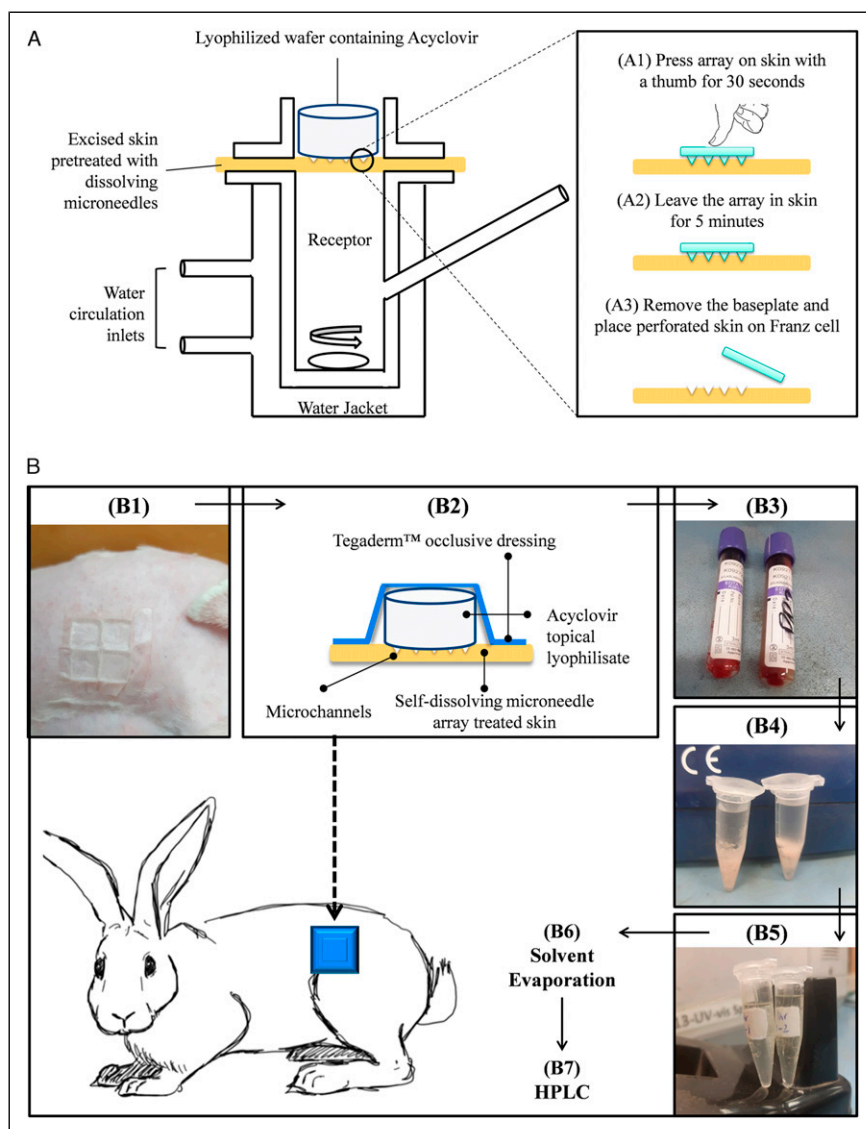 A
Lyophilized wafer containing Acyclovir
Excised skin
pretreated with
dissolving
microneedles
Receptor
Water
circulation
inlets
Water Jacket
(A1) Press array on skin with
a thumb for 30 seconds
(A2) Leave the array in skin
for 5 minutes
(A3) Remove the baseplate and
place perforated skin on Franz cell
B
(B1)
(B2)
Tegaderm™ occlusive dressing
Acyclovir
topical
lyophilisate
Microchannels
Self-dissolving microneedle
array treated skin
(B3)
(B4)
CE
(B5)
(B6)
Solvent
Evaporation
(B7)
HPLC